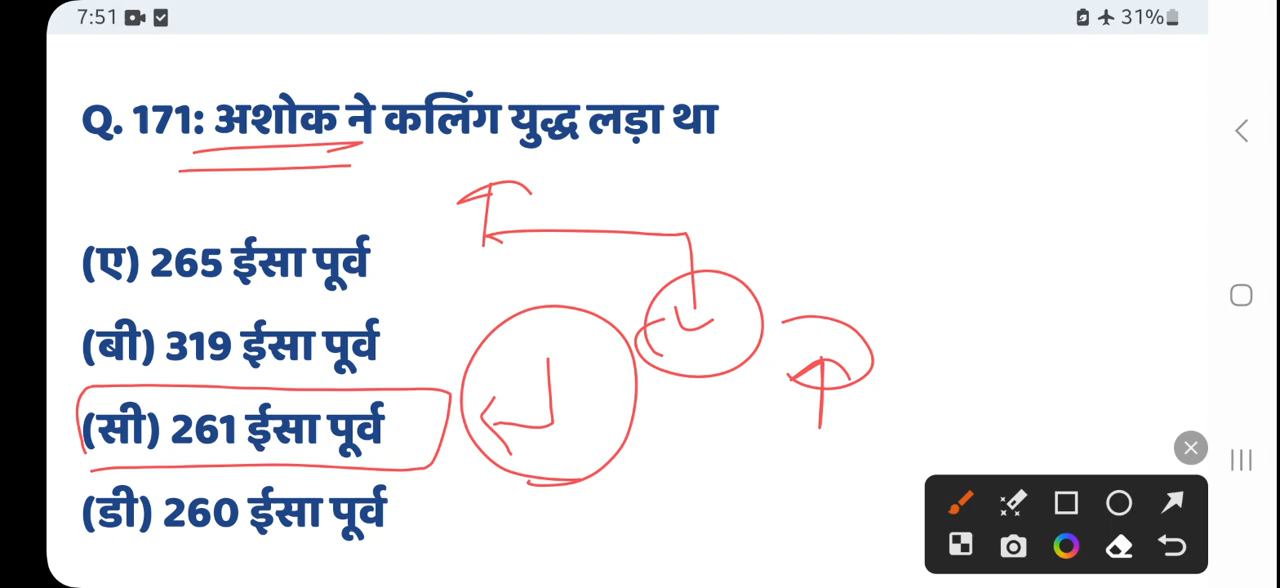 7:51
31%
Q. 171: अशोक ने कलिंग युद्ध लड़ा था
(ए) 265 ईसा पूर्व
(बी) 319 ईसा पूर्व
(सी) 261 ईसा पूर्व
(डी) 260 ईसा पूर्व